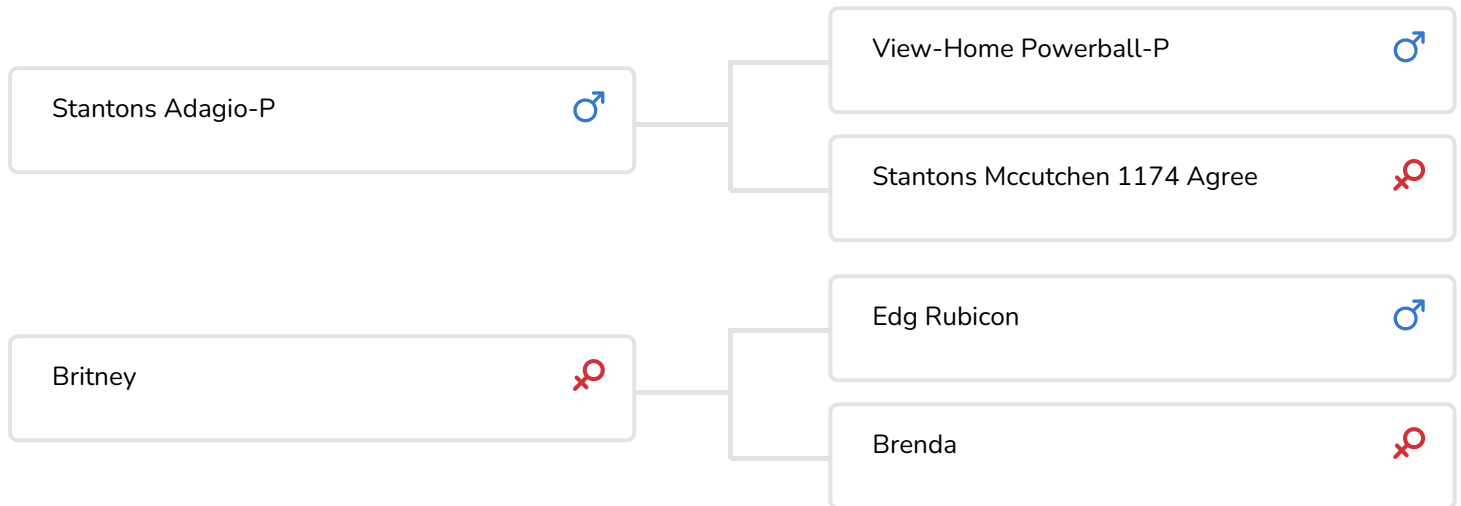 View-Home Powerball-P
Stantons Adagio-P
Stantons Mccutchen 1174 Agree
Edg Rubicon
Britney
Brenda